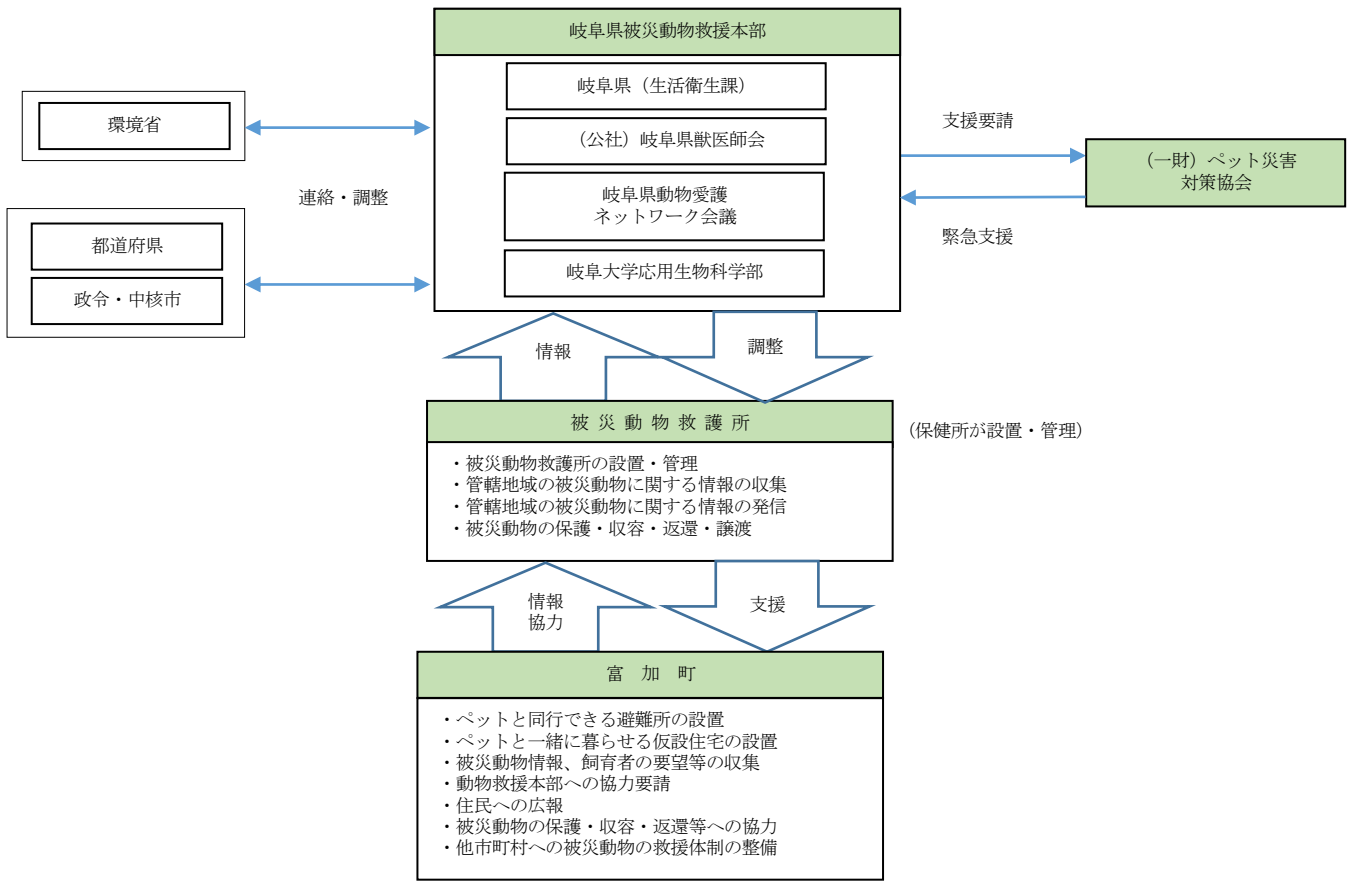 岐阜県被災動物救援本部
岐阜県（生活衛生課）
（公社）岐阜県獣医師会
岐阜県動物愛護
ネットワーク会議
岐阜大学応用生物科学部
環境省
連絡・調整
都道府県
政令・中核市
支援要請
（一財）ペット災害
対策協会
緊急支援
情報
調整
被災動物救護所
（保健所が設置・管理）
・被災動物救護所の設置・管理
・管轄地域の被災動物に関する情報の収集
・管轄地域の被災動物に関する情報の発信
・被災動物の保護・収容・返還・譲渡
情報
協力
支援
富　加　町
・ペットと同行できる避難所の設置
・ペットと一緒に暮らせる仮設住宅の設置
・被災動物情報、飼育者の要望等の収集
・動物救援本部への協力要請
・住民への広報
・被災動物の保護・収容・返還等への協力
・他市町村への被災動物の救援体制の整備